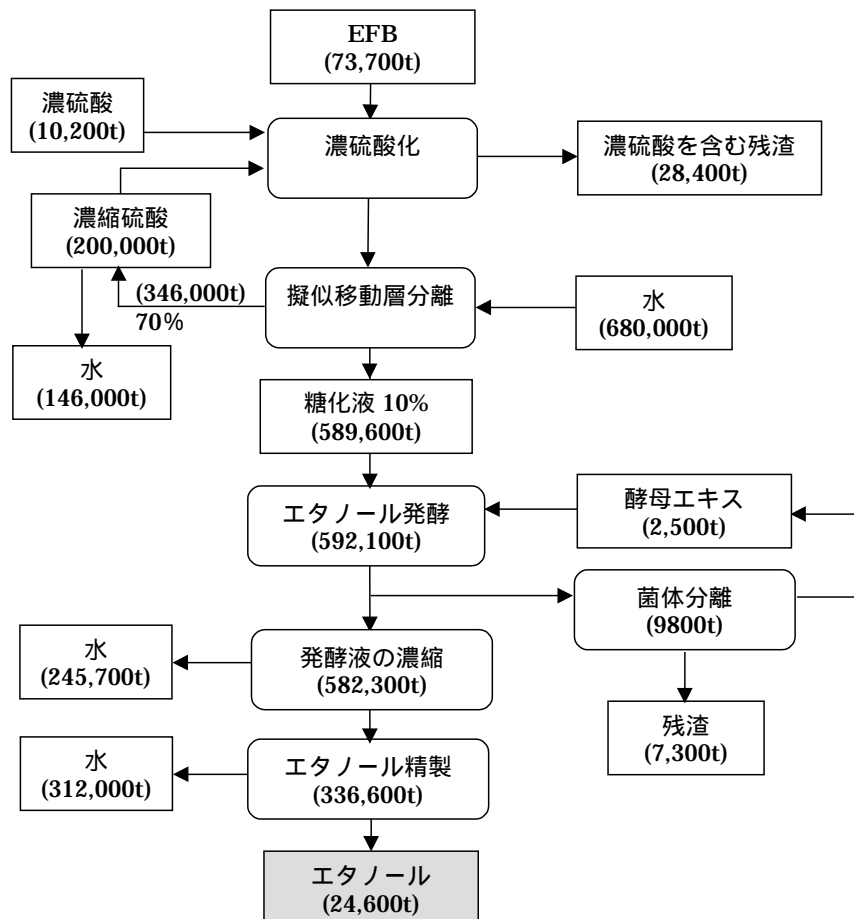 EFB
(73,700t)
濃硫酸
(10,200t)
濃硫酸化
濃硫酸を含む残渣
(28,400t)
濃縮硫酸
(200,000t)
(346,000t)
70%
擬似移動層分離
水
(680,000t)
水
(146,000t)
糖化液 10%
(589,600t)
エタノール発酵
(592,100t)
酵母エキス
(2,500t)
菌体分離
(9800t)
水
(245,700t)
発酵液の濃縮
(582,300t)
残渣
(7,300t)
水
(312,000t)
エタノール精製
(336,600t)
エタノール
(24,600t)